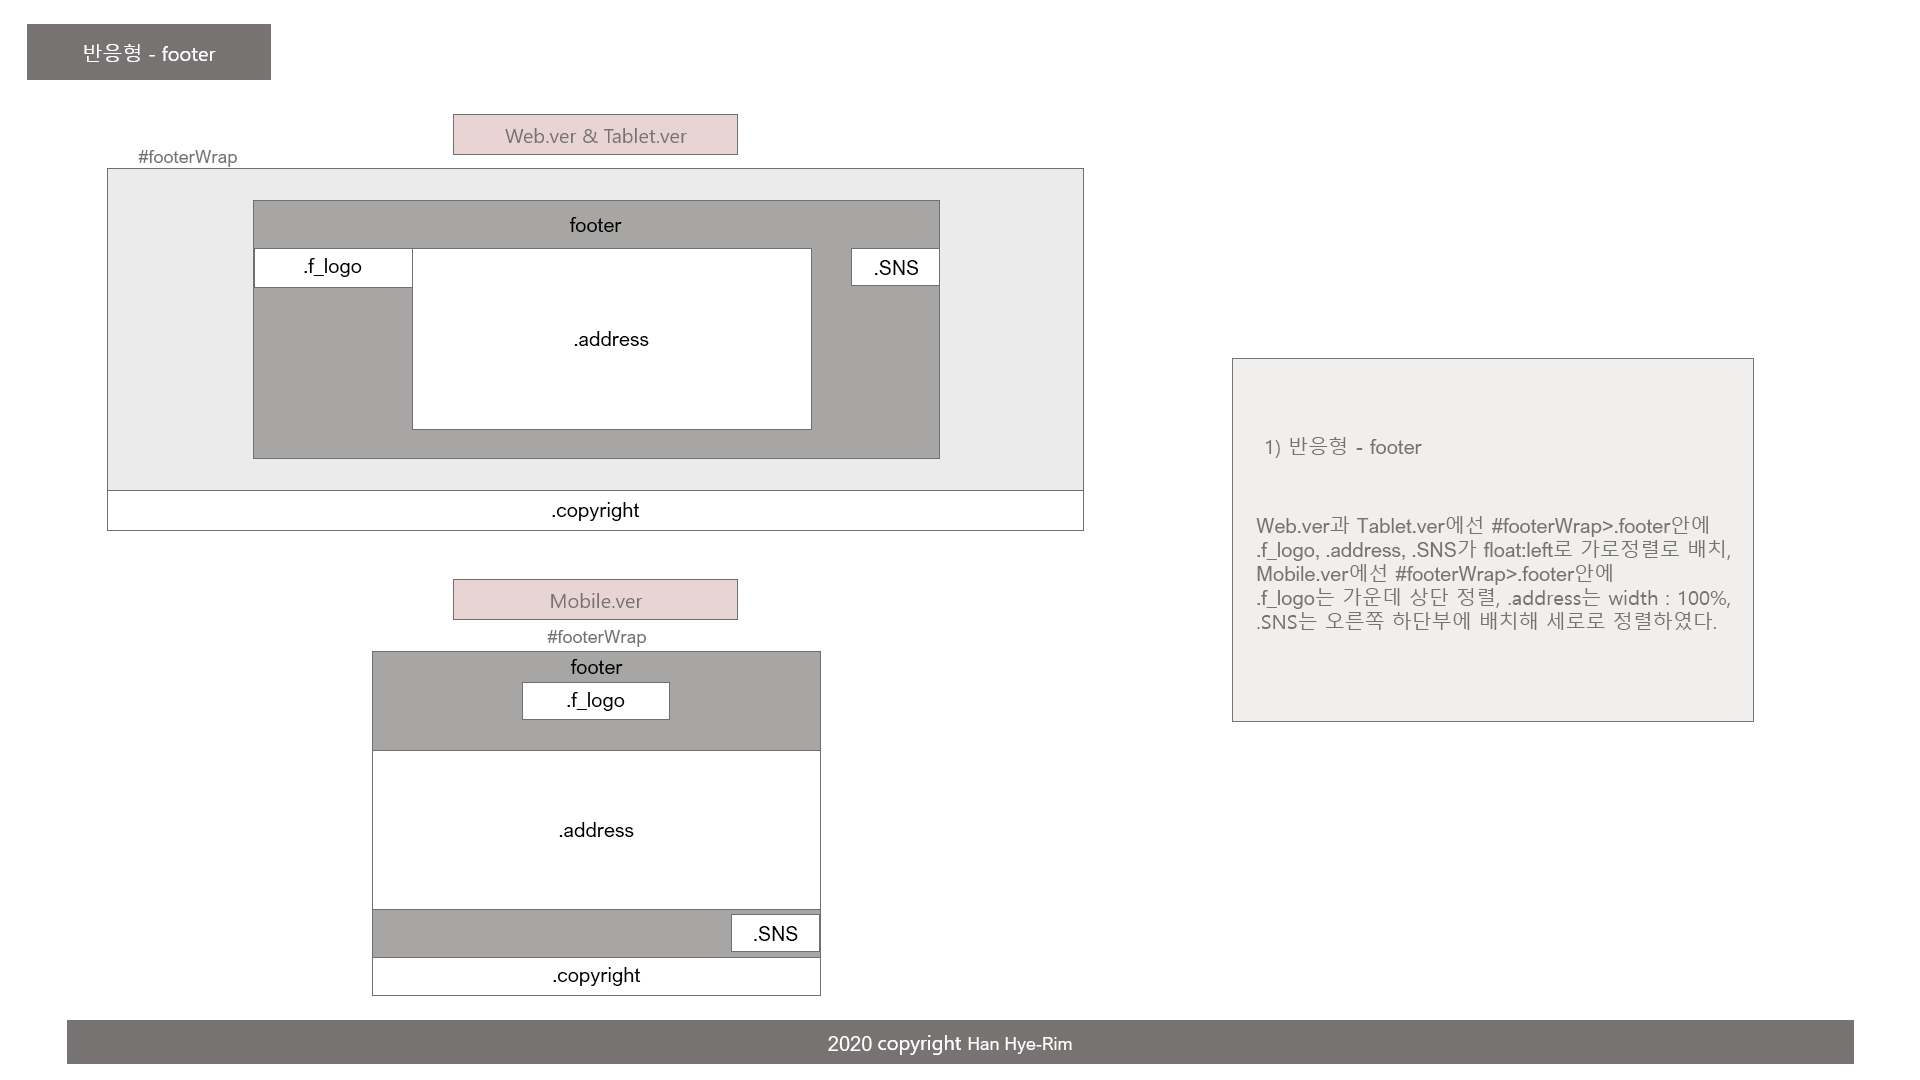 반응형 - footer
Web.ver & Tablet.ver
#footerWrap
footer
.f_logo
.SNS
.address
.copyright
Mobile.ver
#footerWrap
footer
.f_logo
.address
.SNS
.copyright
1) 반응형 - footer
Web.ver과 Tablet.ver에선 #footerWrap>.footer안에
.f_logo, .address, .SNS가 float:left로 가로정렬로 배치,
Mobile.ver에선 #footerWrap>.footer안에
.f_logo는 가운데 상단 정렬, .address는 width : 100%,
.SNS는 오른쪽 하단부에 배치해 세로로 정렬하였다.
2020 copyright Han Hye-Rim